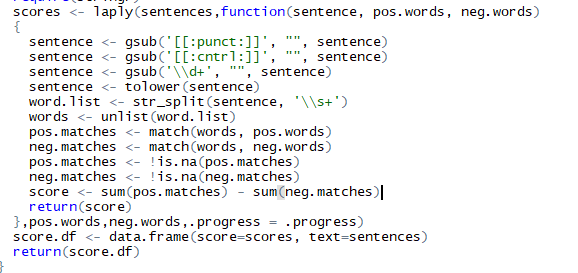 scores <- laply(sentences,function(sentence, pos.words, neg.words)
{
  sentence <- gsub('[[:punct:]]', "", sentence)
  sentence <- gsub('[[:cntrl:]]', "", sentence)
  sentence <- gsub('\\d+', "", sentence)
  sentence <- tolower(sentence)
  word.list <- str_split(sentence, '\\s+')
  words <- unlist(word.list)
  pos.matches <- match(words, pos.words)
  neg.matches <- match(words, neg.words)
  pos.matches <- !is.na(pos.matches)
  neg.matches <- !is.na(neg.matches)
  score <- sum(pos.matches) - sum(neg.matches)
  return(score)
},pos.words,neg.words,.progress = .progress)
score.df <- data.frame(score=scores, text=sentences)
return(score.df)
}